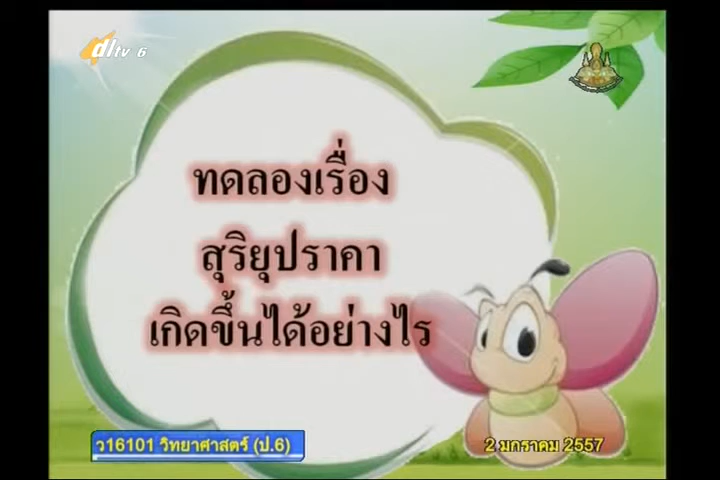 dltv 6
ทดลองเรื่อง
สุริยุปราคา
เกิดขึ้นได้อย่างไร
ว16101 วิทยาศาสตร์ (ป.6)
2 มกราคม 2557